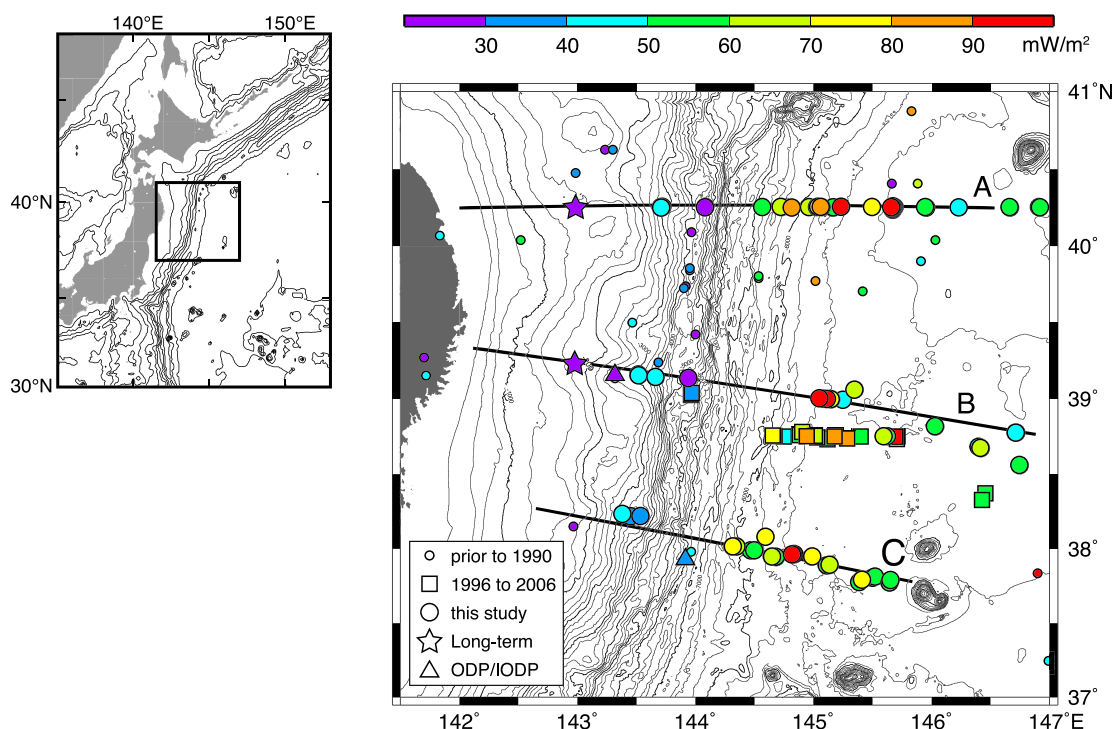 140°E 150°E
40°N
30°N
30 40 50 60 70 80 90 mW/m²
41°N
40°
39°
38°
37°
142° 143° 144° 145° 146° 147°E
A
B
C
prior to 1990
1996 to 2006
this study
Long-term
ODP/IODP